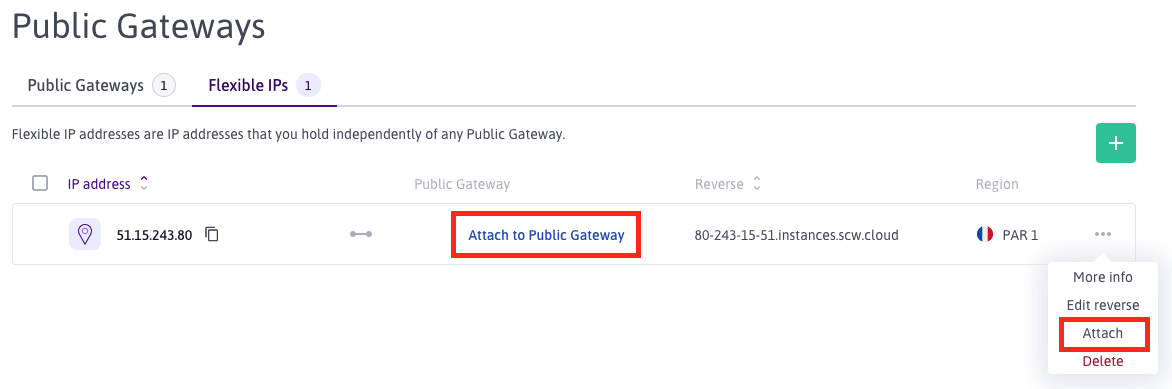 Public Gateways
Public Gateways 1 Flexible IPs 1
Flexible IP addresses are IP addresses that you hold independently of any Public Gateway.
+
IP address Public Gateway Reverse Region
51.15.243.80 Attach to Public Gateway 80-243-15-51.instances.scw.cloud PAR 1
More info
Edit reverse
Attach
Delete